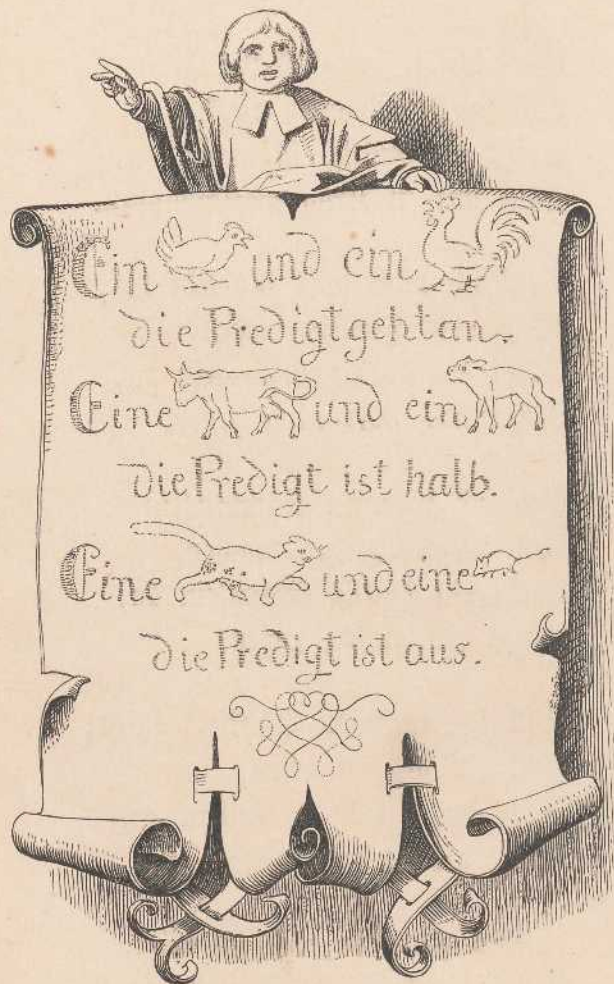 Ein und ein
die Predigt geht an.
Eine und ein
die Predigt ist halb.
Eine und eine
die Predigt ist aus.